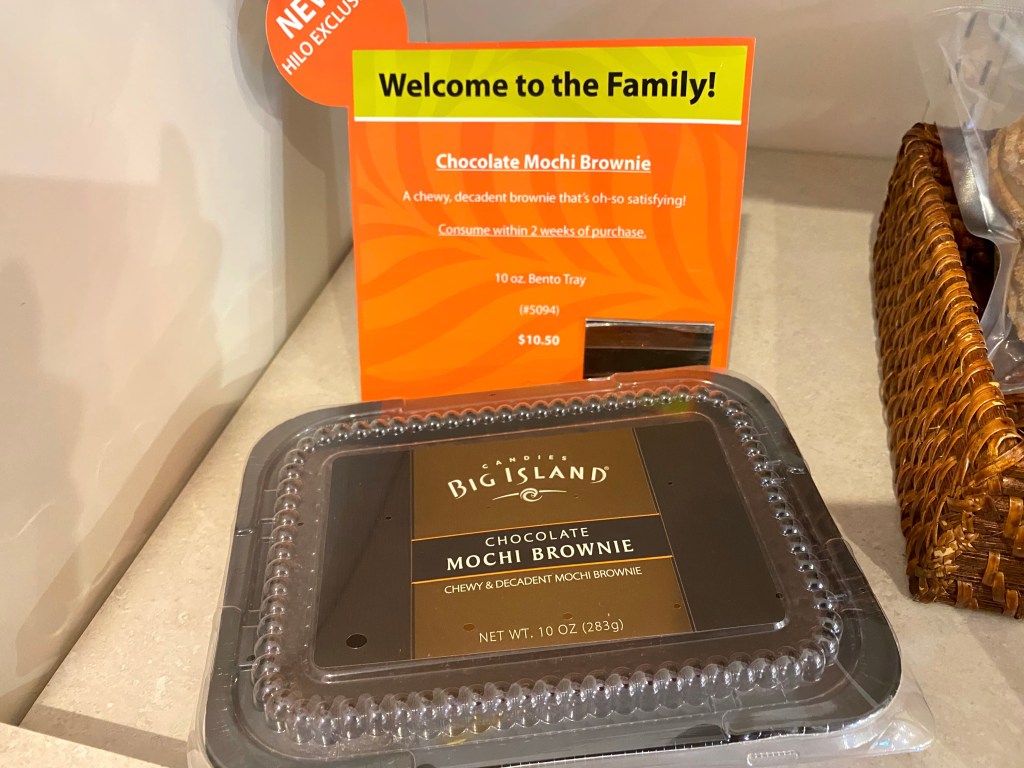 NEW
HILO EXCLUS
Welcome to the Family!
Chocolate Mochi Brownie
A chewy, decadent brownie that's oh-so satisfying!
Consume within 2 weeks of purchase.
10 oz. Bento Tray
(#5094)
$10.50
CANDIES
BIG ISLAND®
CHOCOLATE
MOCHI BROWNIE
CHEWY & DECADENT MOCHI BROWNIE
NET WT. 10 OZ (283g)